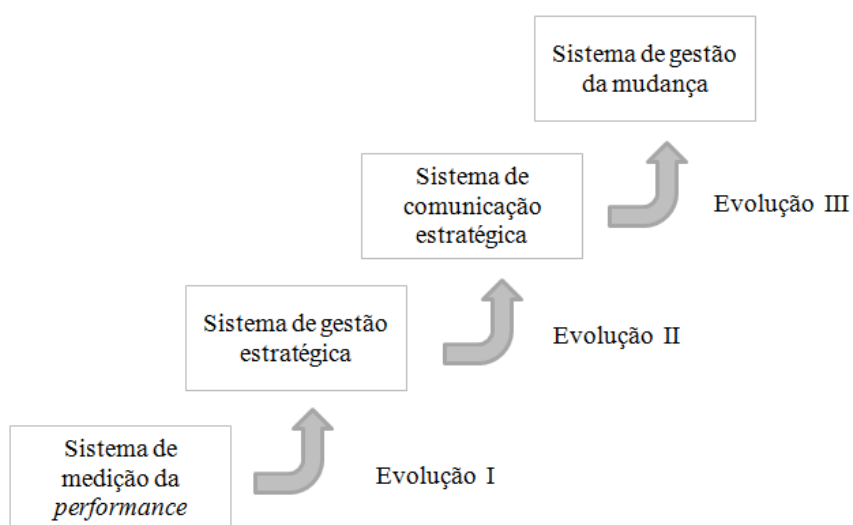 Sistema de gestão
da mudança
Sistema de
comunicação
estratégica
Evolução III
Sistema de gestão
estratégica
Evolução II
Sistema de
medição da
performance
Evolução I